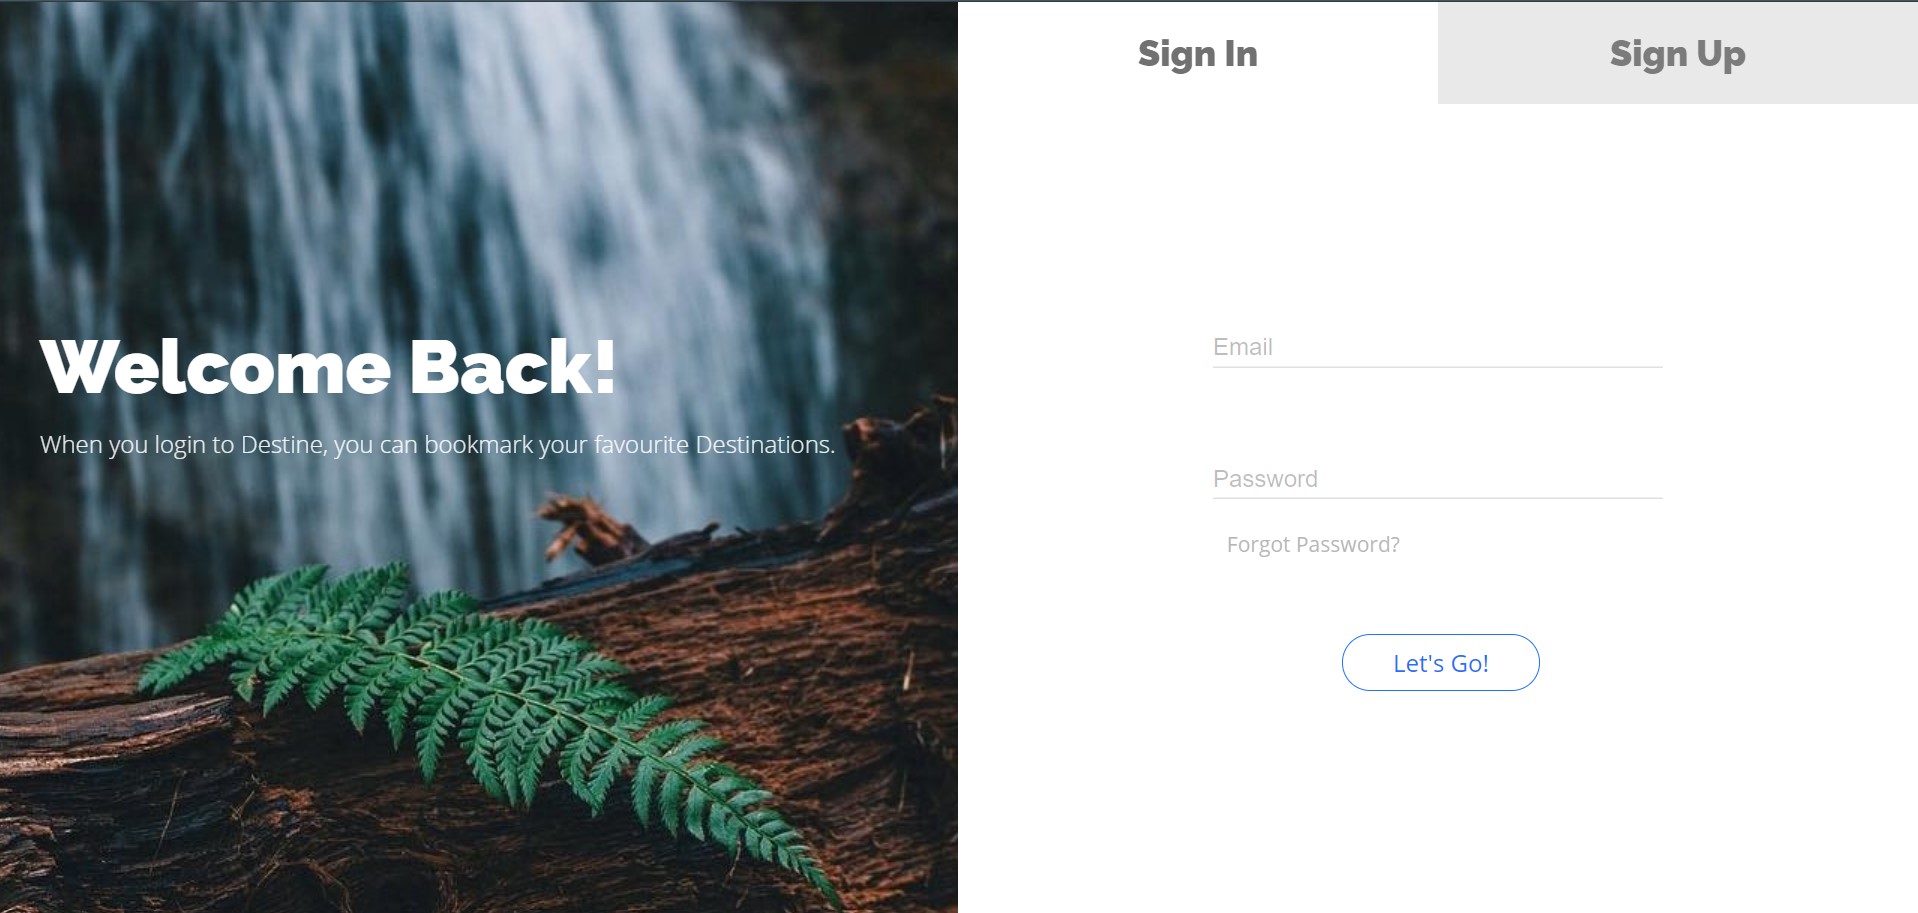 Welcome Back!
When you login to Destine, you can bookmark your favourite Destinations.
Sign In
Sign Up
Email
Password
Forgot Password?
Let's Go!